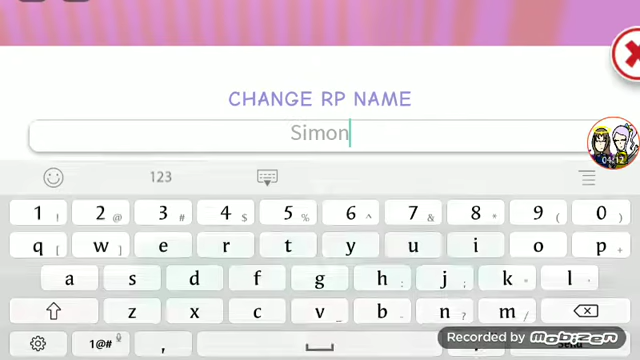 CHANGE RP NAME
Simon
04:12
123
1 ! 2 @ 3 # 4 $ 5 % 6 ^ 7 & 8 * 9 ( 0 )
q [ w ] e r t y u i o p +
a s d f g h : j ; k ‹ l ›
z x c v _ b - n ? m /
1@# , .
Recorded by mobizen